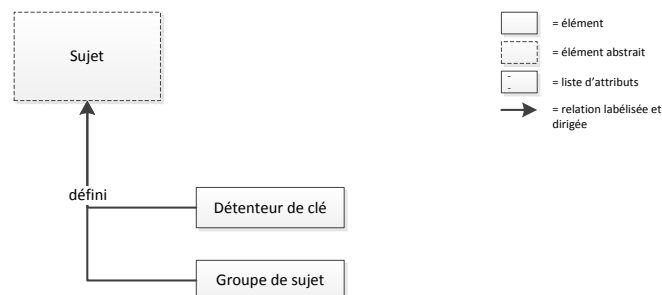 Sujet
défini
Détenteur de clé
Groupe de sujet
= élément
= élément abstrait
-
-
= liste d'attributs
= relation labélisée et
dirigée